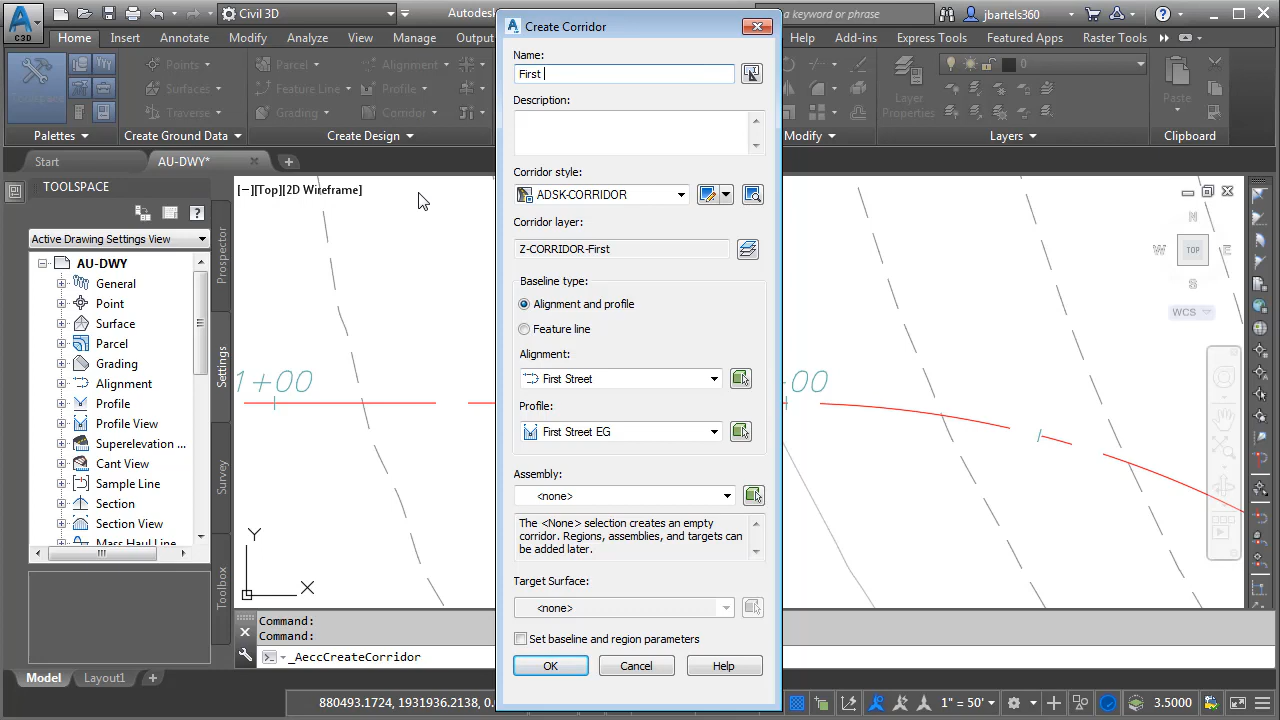 Civil 3D
Autodes
Create Corridor
a keyword or phrase
jbartels360
C3D
Home
Insert
Annotate
Modify
Analyze
View
Manage
Output
Help
Add-ins
Express Tools
Featured Apps
Raster Tools
Toolspace
Points
Surfaces
Traverse
Parcel
Feature Line
Grading
Alignment
Profile
Corridor
Layer
Properties
0
Paste
Palettes
Create Ground Data
Create Design
Modify
Layers
Clipboard
Start
AU-DWY*
[−][Top][2D Wireframe]
TOOLSPACE
Active Drawing Settings View
AU-DWY
General
Point
Surface
Parcel
Grading
Alignment
Profile
Profile View
Superelevation
Cant View
Sample Line
Section
Section View
Mass Haul Line
Prospector
Settings
Survey
Toolbox
1+00
+00
Y
X
N
W
TOP
E
S
WCS
Name:
First
Description:
Corridor style:
ADSK-CORRIDOR
Corridor layer:
Z-CORRIDOR-First
Baseline type:
Alignment and profile
Feature line
Alignment:
First Street
Profile:
First Street EG
Assembly:
<none>
The <None> selection creates an empty
corridor. Regions, assemblies, and targets can
be added later.
Target Surface:
<none>
Set baseline and region parameters
OK
Cancel
Help
Command:
Command:
_AeccCreateCorridor
Model
Layout1
880493.1724, 1931936.2138, 0.
1" = 50'
3.5000